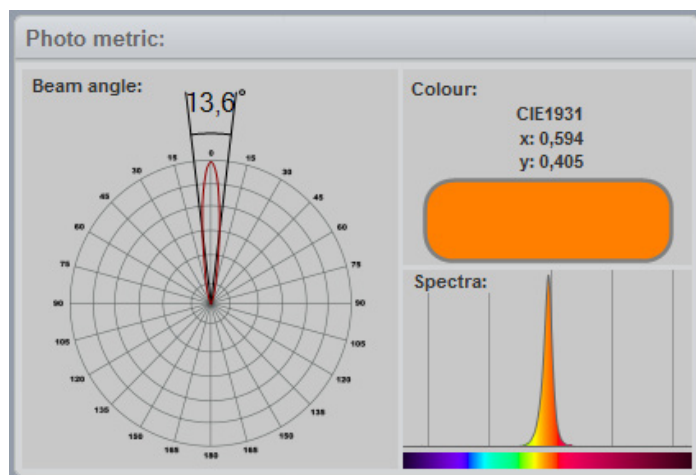 Photo metric:
Beam angle:
13,6°
0
15 15
30 30
45 45
60 60
75 75
90 90
105 105
120 120
135 135
150 150
165 165
180
Colour:
CIE1931
x: 0,594
y: 0,405
Spectra: